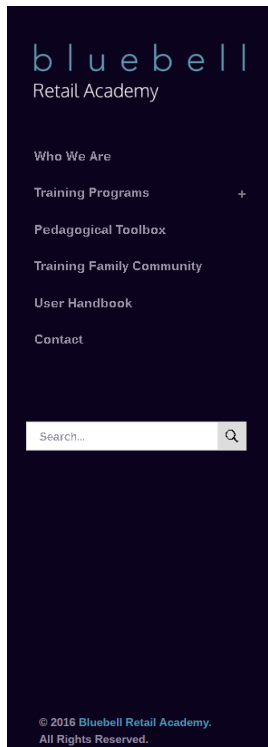 bluebell
Retail Academy
Who We Are
Training Programs +
Pedagogical Toolbox
Training Family Community
User Handbook
Contact
Search...
© 2016 Bluebell Retail Academy.
All Rights Reserved.